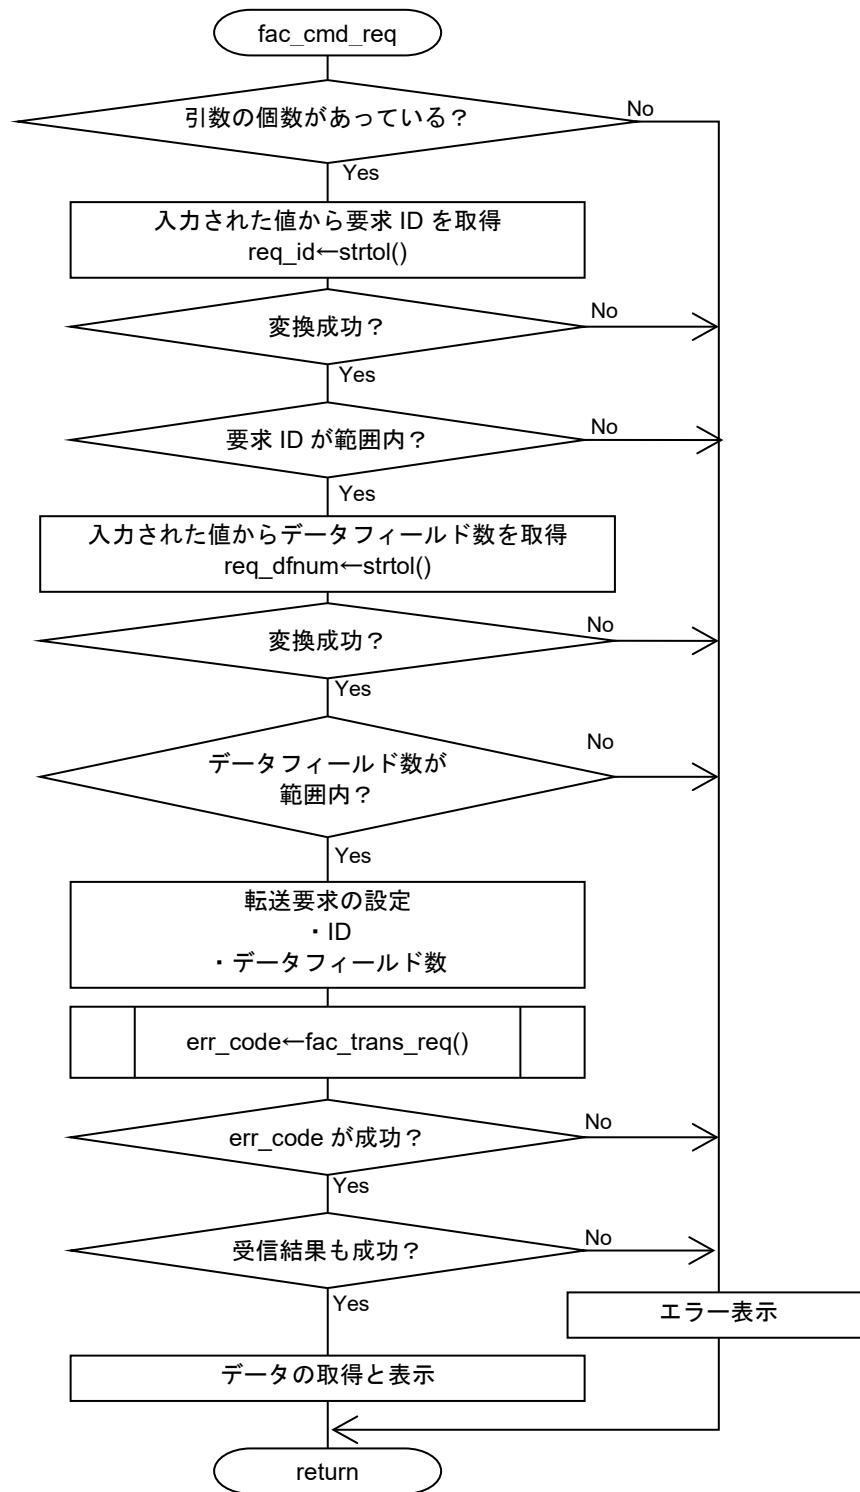 fac_cmd_req
引数の個数があっている？
No
Yes
入力された値から要求 ID を取得
req_id←strtol()
変換成功？
No
Yes
要求 ID が範囲内？
No
Yes
入力された値からデータフィールド数を取得
req_dfnum←strtol()
変換成功？
No
Yes
データフィールド数が
範囲内？
No
Yes
転送要求の設定
・ID
・データフィールド数
err_code←fac_trans_req()
err_code が成功？
No
Yes
受信結果も成功？
No
Yes
エラー表示
データの取得と表示
return